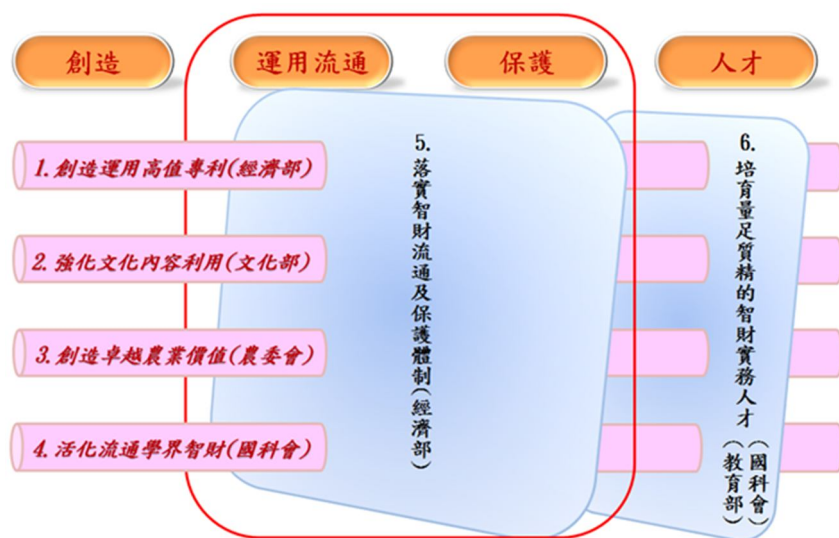 創造
運用流通
保護
人才
1.創造運用高值專利(經濟部)
2.強化文化內容利用(文化部)
3.創造卓越農業價值(農委會)
4.活化流通學界智財(國科會)
5.落實智財流通及保護體制(經濟部)
6.培育量足質精的智財實務人才
(國科會)
(教育部)